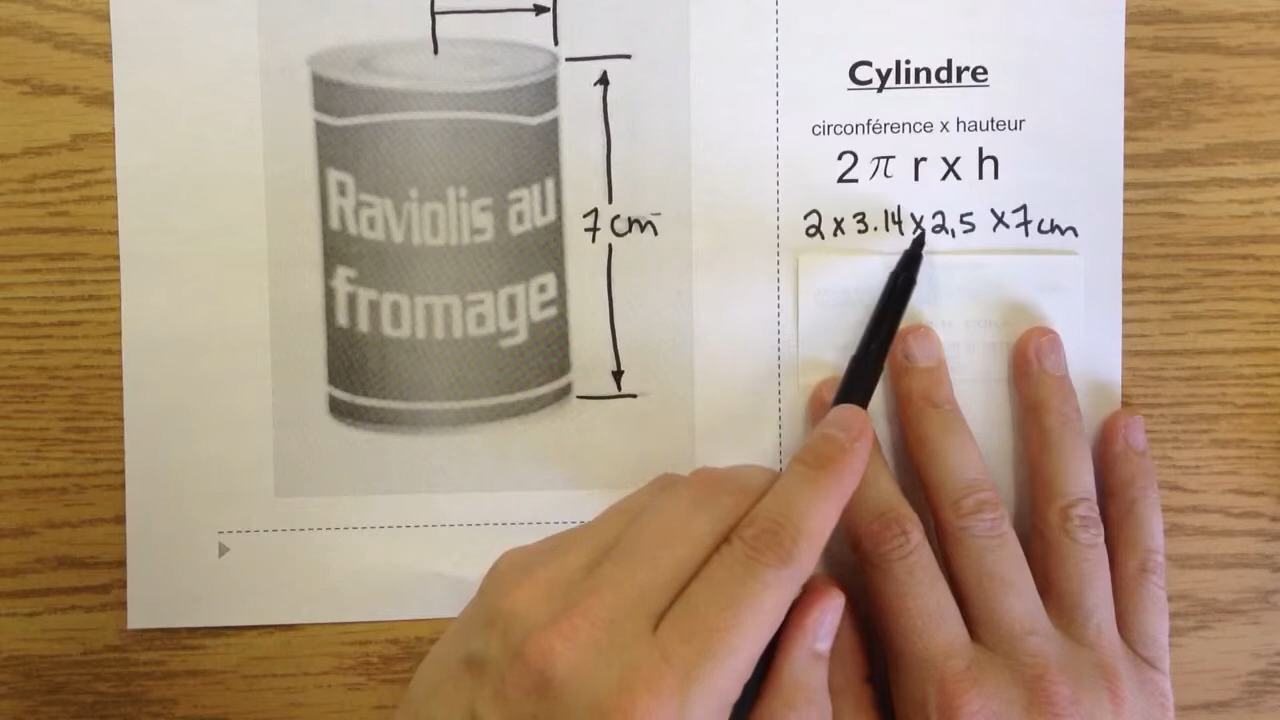 Raviolis au
fromage
7 cm
Cylindre
circonférence x hauteur
2 π r x h
2 x 3.14 x 2,5 x 7 cm